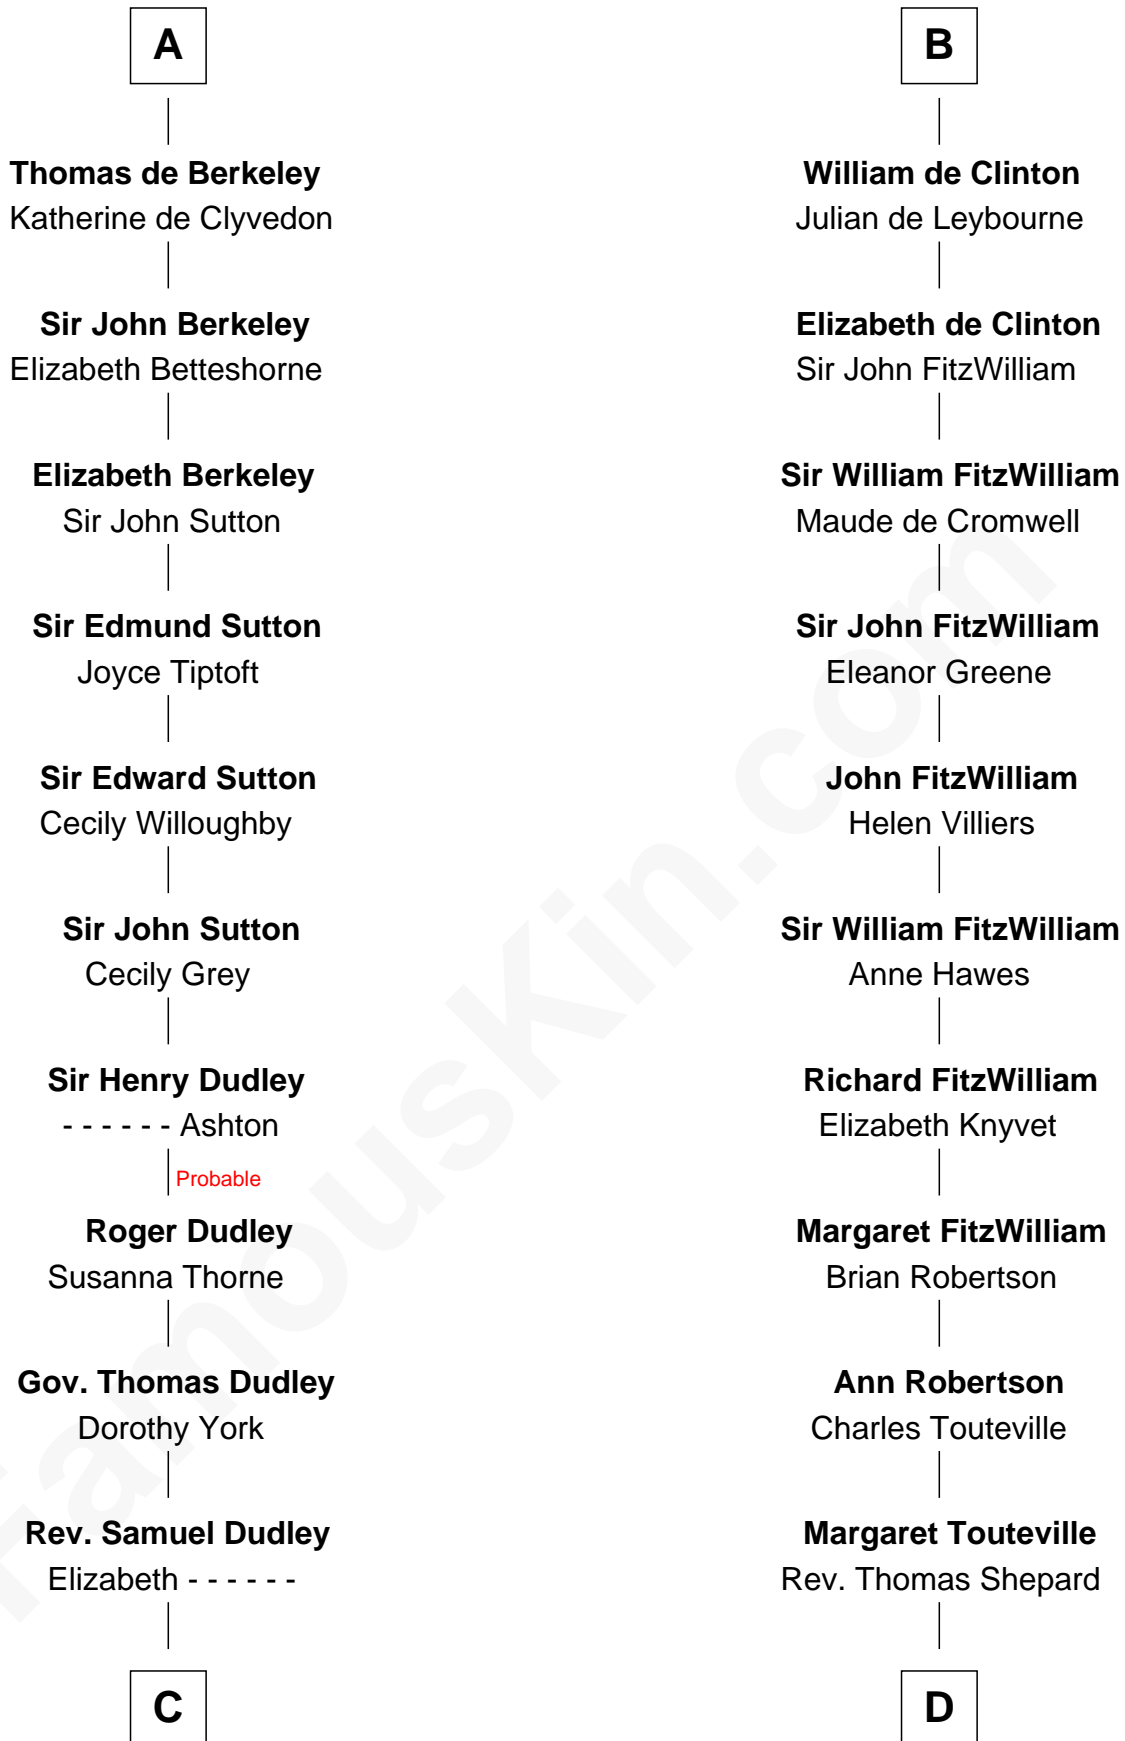 A
Thomas de Berkeley
Katherine de Clyvedon
Sir John Berkeley
Elizabeth Betteshorne
Elizabeth Berkeley
Sir John Sutton
Sir Edmund Sutton
Joyce Tiptoft
Sir Edward Sutton
Cecily Willoughby
Sir John Sutton
Cecily Grey
Sir Henry Dudley
- - - - - - Ashton
Probable
Roger Dudley
Susanna Thorne
Gov. Thomas Dudley
Dorothy York
Rev. Samuel Dudley
Elizabeth - - - - - -
C
B
William de Clinton
Julian de Leybourne
Elizabeth de Clinton
Sir John FitzWilliam
Sir William FitzWilliam
Maude de Cromwell
Sir John FitzWilliam
Eleanor Greene
John FitzWilliam
Helen Villiers
Sir William FitzWilliam
Anne Hawes
Richard FitzWilliam
Elizabeth Knyvet
Margaret FitzWilliam
Brian Robertson
Ann Robertson
Charles Touteville
Margaret Touteville
Rev. Thomas Shepard
D
FamousKin.com